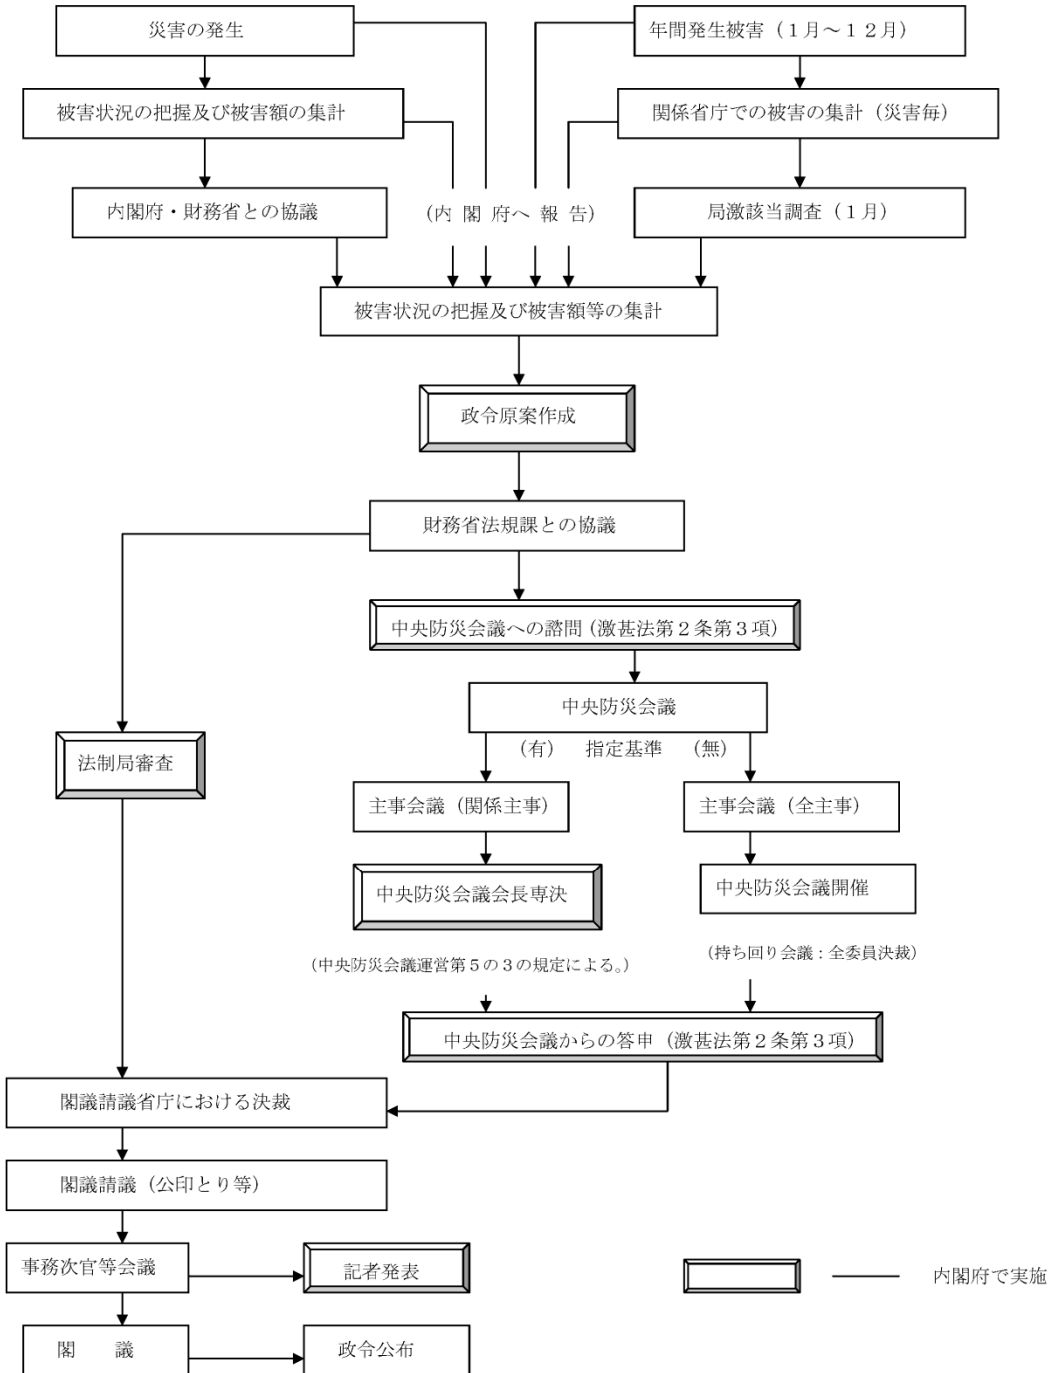 災害の発生
年間発生被害（１月～１２月）
被害状況の把握及び被害額の集計
関係省庁での被害の集計（災害毎）
内閣府・財務省との協議
（内 閣 府へ 報 告）
局激該当調査（１月）
被害状況の把握及び被害額等の集計
政令原案作成
財務省法規課との協議
中央防災会議への諮問（激甚法第２条第３項）
中央防災会議
（有） 指定基準 （無）
法制局審査
主事会議（関係主事）
主事会議（全主事）
中央防災会議会長専決
中央防災会議開催
（中央防災会議運営第５の３の規定による。）
（持ち回り会議：全委員決裁）
中央防災会議からの答申（激甚法第２条第３項）
閣議請議省庁における決裁
閣議請議（公印とり等）
事務次官等会議
記者発表
内閣府で実施
閣 議
政令公布